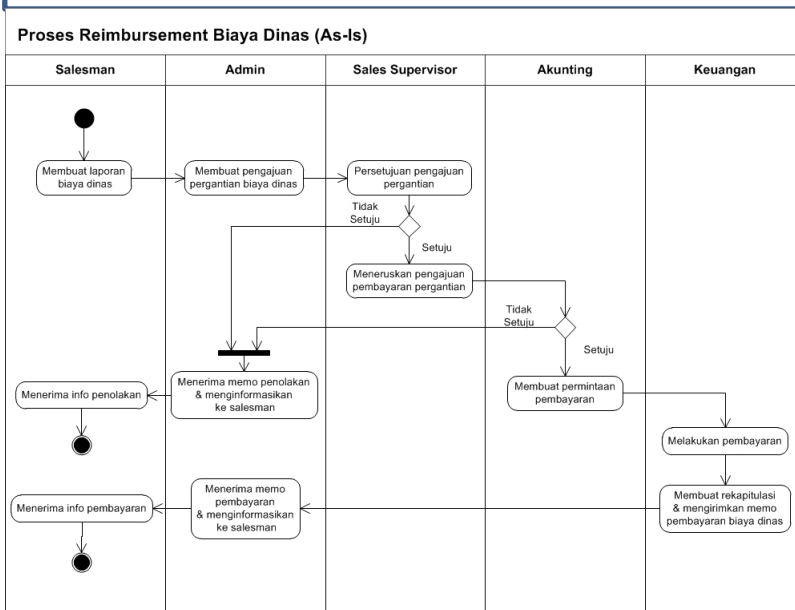 Proses Reimbursement Biaya Dinas (As-Is)
Salesman
Admin
Sales Supervisor
Akunting
Keuangan
Membuat laporan
biaya dinas
Membuat pengajuan
pergantian biaya dinas
Persetujuan pengajuan
pergantian
Tidak
Setuju
Setuju
Meneruskan pengajuan
pembayaran pergantian
Tidak
Setuju
Setuju
Menerima info penolakan
Menerima memo penolakan
& menginformasikan
ke salesman
Membuat permintaan
pembayaran
Melakukan pembayaran
Menerima info pembayaran
Menerima memo
pembayaran
& menginformasikan
ke salesman
Membuat rekapitulasi
& mengirimkan memo
pembayaran biaya dinas